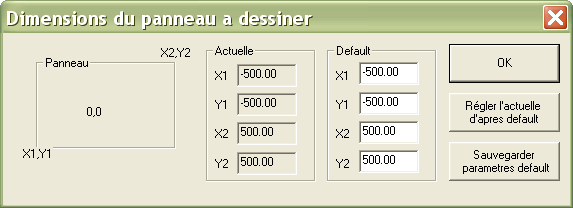 Dimensions du panneau a dessiner
X2,Y2
Panneau
0,0
X1,Y1
Actuelle
X1 -500.00
Y1 -500.00
X2 500.00
Y2 500.00
Default
X1 -500.00
Y1 -500.00
X2 500.00
Y2 500.00
OK
Régler l'actuelle
d'apres default
Sauvegarder
parametres default